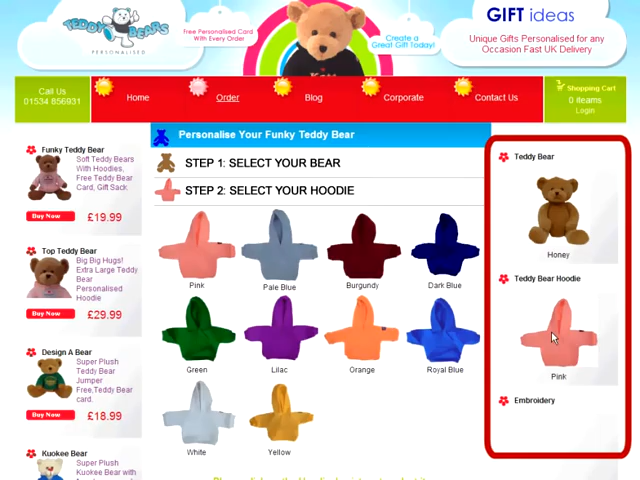 TEDDY BEARS
PERSONALISED
Free Personalised Card
With Every Order
Create a
Great Gift Today!
GIFT ideas
Unique Gifts Personalised for any
Occasion Fast UK Delivery
Call Us
01534 856931
Home
Order
Blog
Corporate
Contact Us
Shopping Cart
0 items
Login
Funky Teddy Bear
Soft Teddy Bears
With Hoodies,
Free Teddy Bear
Card, Gift Sack.
Buy Now
£19.99
Top Teddy Bear
Big Big Hugs!
Extra Large Teddy
Bear
Personalised
Hoodie
Buy Now
£29.99
Design A Bear
Super Plush
Teddy Bear
Jumper
Free,Teddy Bear
card.
Buy Now
£18.99
Kuokee Bear
Super Plush
Kuokee Bear with
Personalise Your Funky Teddy Bear
STEP 1: SELECT YOUR BEAR
STEP 2: SELECT YOUR HOODIE
Pink
Pale Blue
Burgundy
Dark Blue
Green
Lilac
Orange
Royal Blue
White
Yellow
Teddy Bear
Honey
Teddy Bear Hoodie
Pink
Embroidery